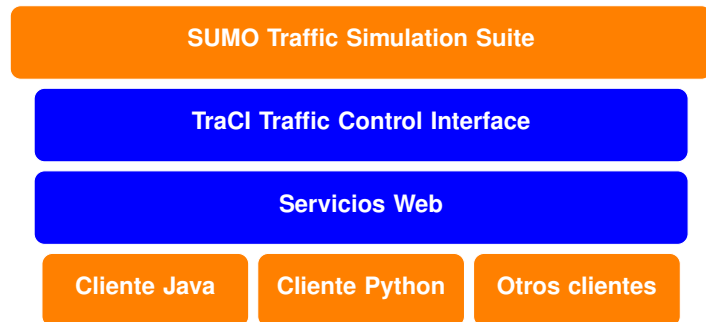 SUMO Traffic Simulation Suite
TraCI Traffic Control Interface
Servicios Web
Cliente Java
Cliente Python
Otros clientes